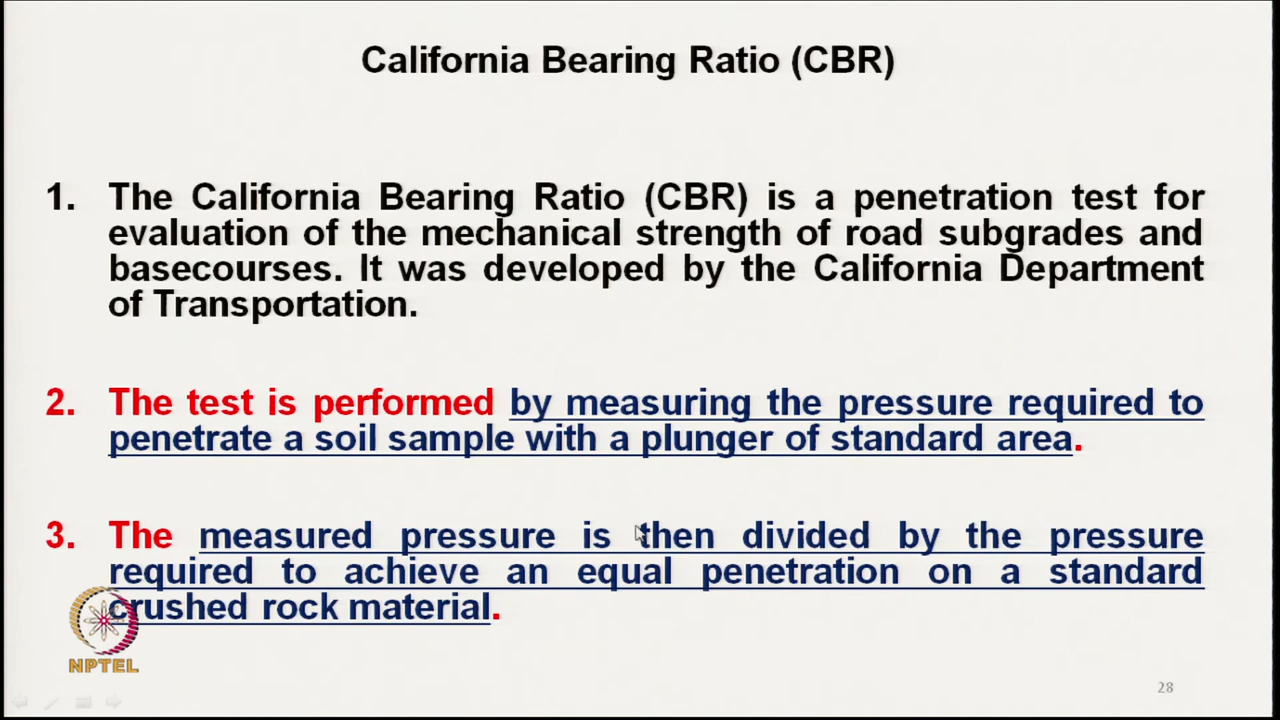 California Bearing Ratio (CBR)
1. The California Bearing Ratio (CBR) is a penetration test for
evaluation of the mechanical strength of road subgrades and
basecourses. It was developed by the California Department
of Transportation.
2. The test is performed by measuring the pressure required to
penetrate a soil sample with a plunger of standard area.
3. The measured pressure is then divided by the pressure
required to achieve an equal penetration on a standard
crushed rock material.
NPTEL
28